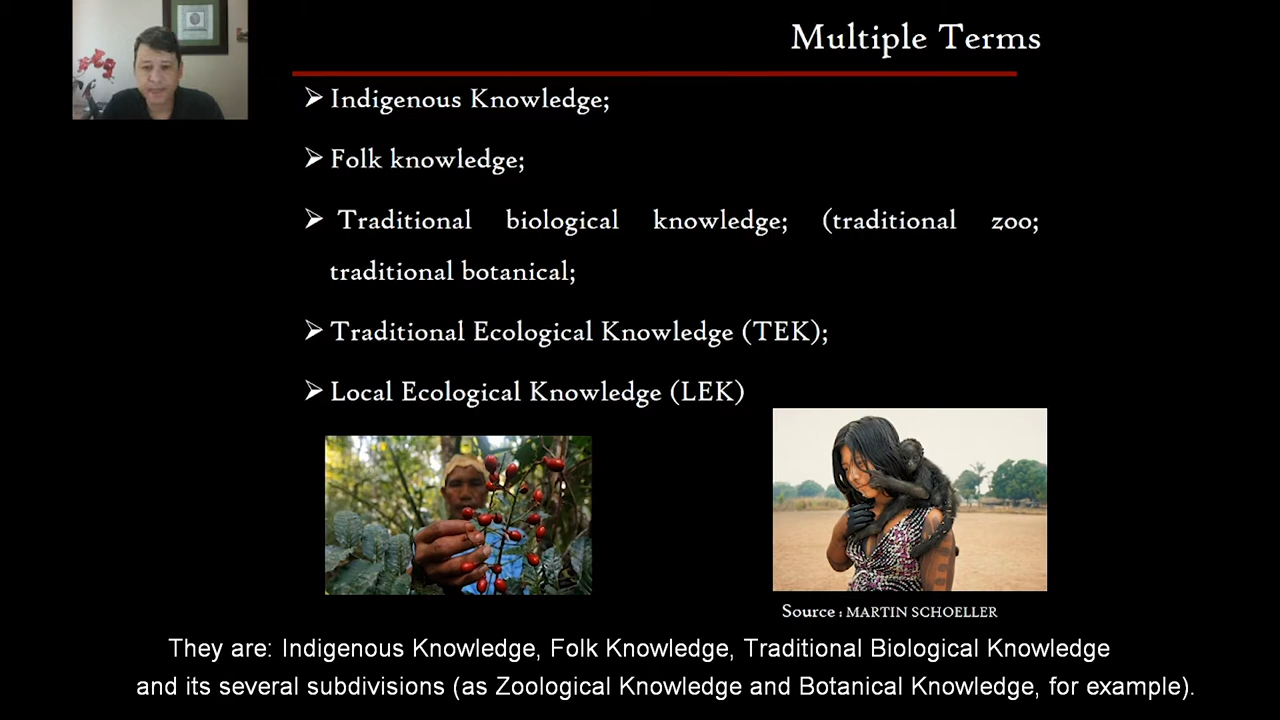 Multiple Terms
➢ Indigenous Knowledge;
➢ Folk knowledge;
➢ Traditional biological knowledge; (traditional zoo;
traditional botanical;
➢ Traditional Ecological Knowledge (TEK);
➢ Local Ecological Knowledge (LEK)
Source : MARTIN SCHOELLER
They are: Indigenous Knowledge, Folk Knowledge, Traditional Biological Knowledge
and its several subdivisions (as Zoological Knowledge and Botanical Knowledge, for example).